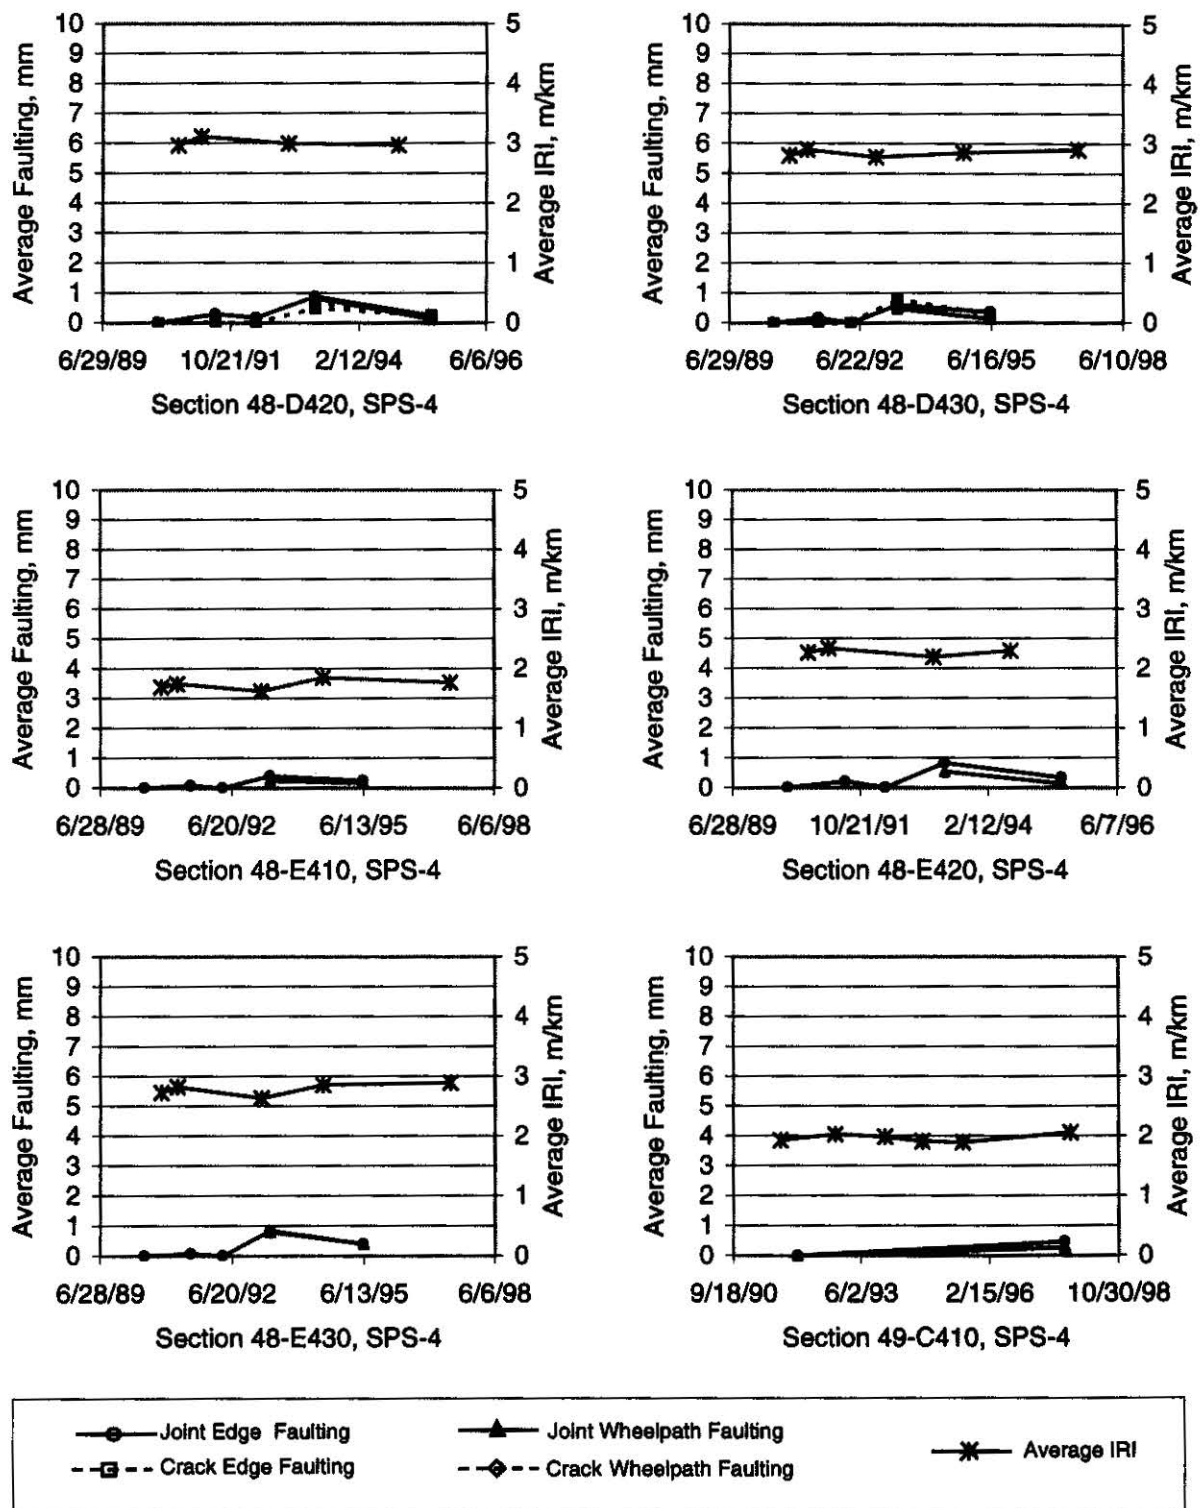 10 5 10 5
9 9
8 4 8 4
7 7
6 3 6 3
5 5
4 2 4 2
3 3
2 1 2 1
1 1
0 0 0 0
Average Faulting, mm
Average IRI, m/km
Average Faulting, mm
Average IRI, m/km
6/29/89 10/21/91 2/12/94 6/6/96
6/29/89 6/22/92 6/16/95 6/10/98
Section 48-D420, SPS-4
Section 48-D430, SPS-4
10 5 10 5
9 9
8 4 8 4
7 7
6 3 6 3
5 5
4 2 4 2
3 3
2 1 2 1
1 1
0 0 0 0
Average Faulting, mm
Average IRI, m/km
Average Faulting, mm
Average IRI, m/km
6/28/89 6/20/92 6/13/95 6/6/98
6/28/89 10/21/91 2/12/94 6/7/96
Section 48-E410, SPS-4
Section 48-E420, SPS-4
10 5 10 5
9 9
8 4 8 4
7 7
6 3 6 3
5 5
4 2 4 2
3 3
2 1 2 1
1 1
0 0 0 0
Average Faulting, mm
Average IRI, m/km
Average Faulting, mm
Average IRI, m/km
6/28/89 6/20/92 6/13/95 6/6/98
9/18/90 6/2/93 2/15/96 10/30/98
Section 48-E430, SPS-4
Section 49-C410, SPS-4
Joint Edge Faulting
Joint Wheelpath Faulting
Average IRI
Crack Edge Faulting
Crack Wheelpath Faulting